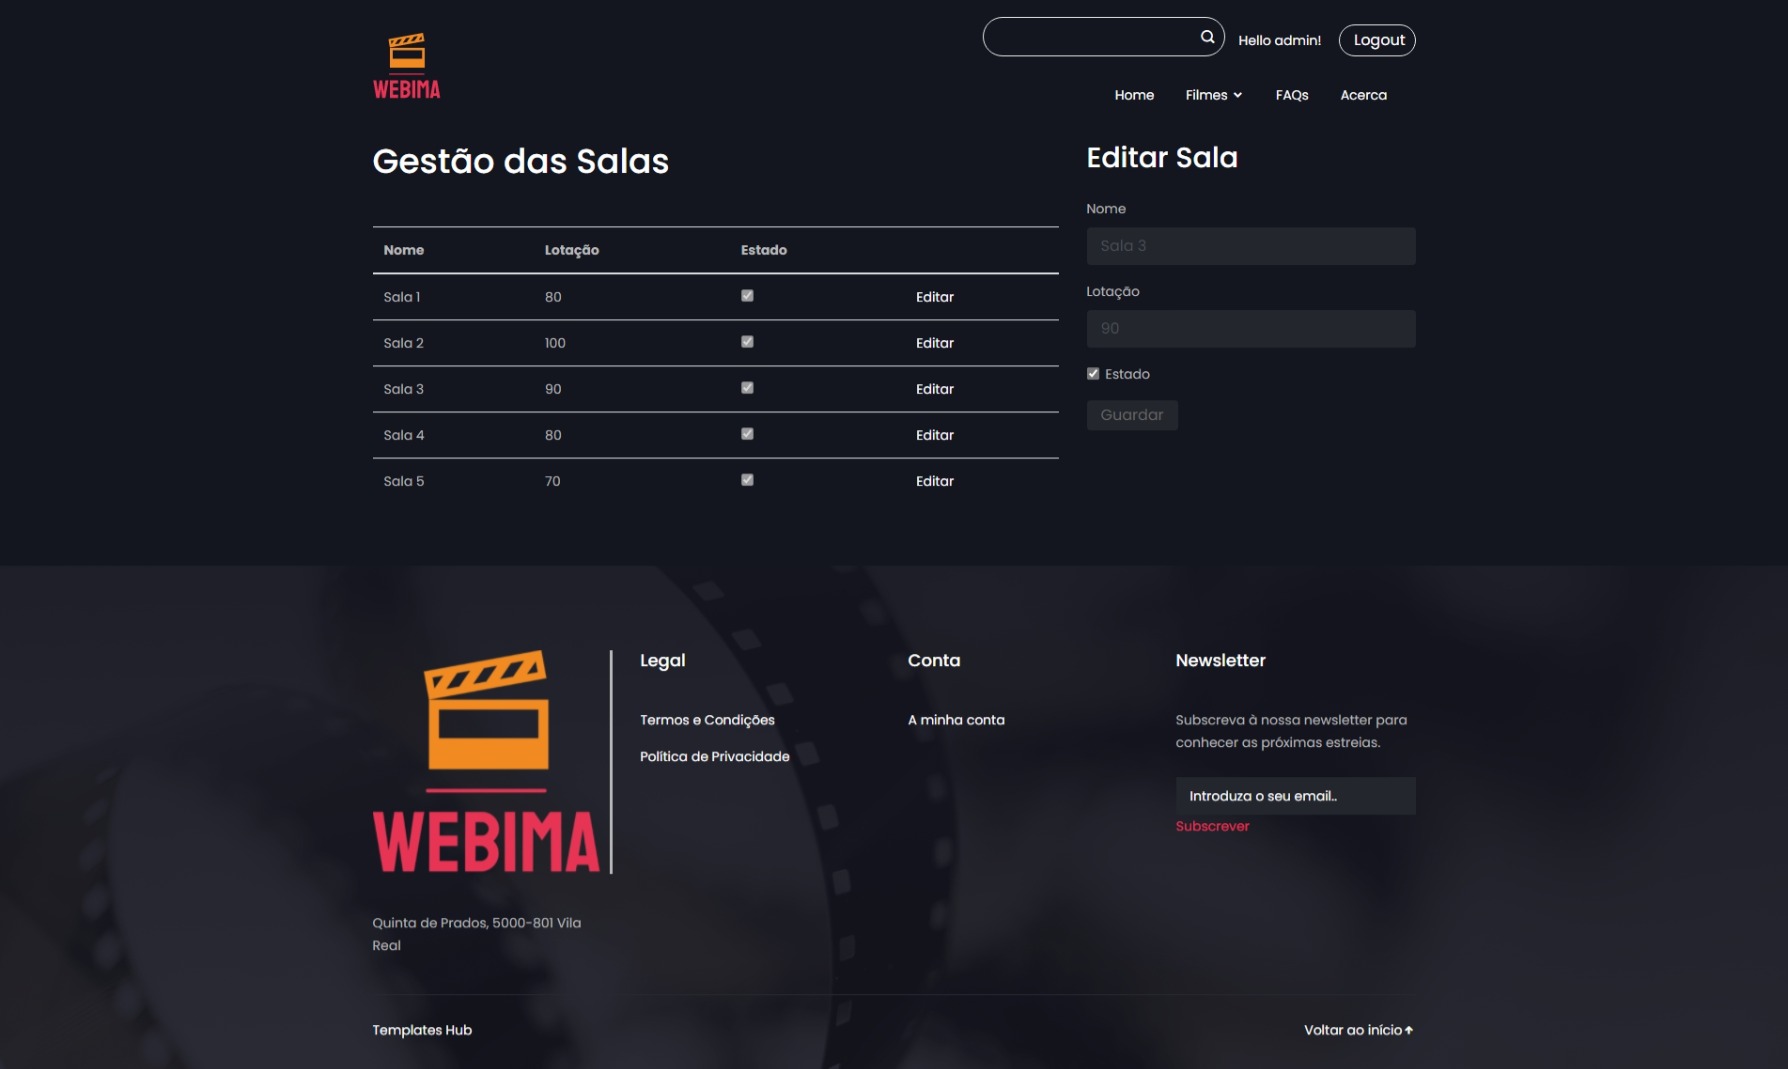 WEBIMA
Hello admin!
Logout
Home
Filmes
FAQs
Acerca
Gestão das Salas
Nome Lotação Estado
Sala 1 80 Editar
Sala 2 100 Editar
Sala 3 90 Editar
Sala 4 80 Editar
Sala 5 70 Editar
Editar Sala
Nome
Sala 3
Lotação
90
Estado
Guardar
WEBIMA
Quinta de Prados, 5000-801 Vila
Real
Legal
Termos e Condições
Política de Privacidade
Conta
A minha conta
Newsletter
Subscreva à nossa newsletter para
conhecer as próximas estreias.
Introduza o seu email..
Subscrever
Templates Hub
Voltar ao início